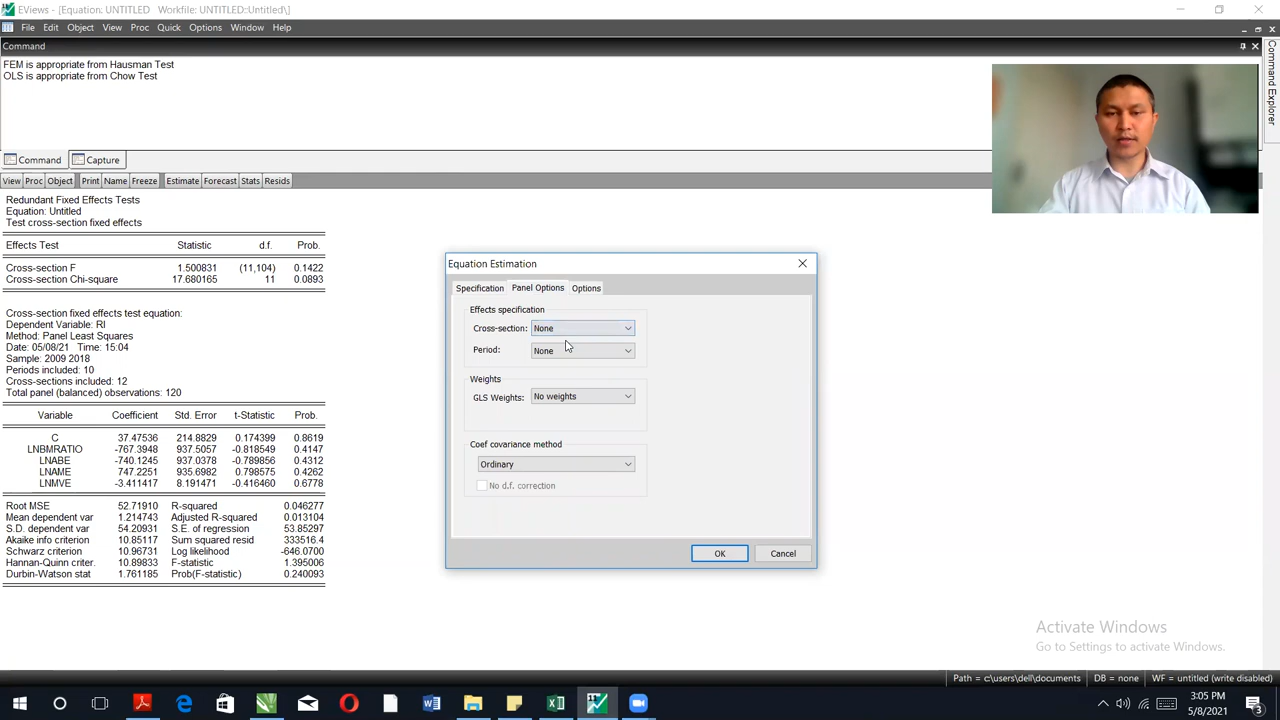 EViews - [Equation: UNTITLED   Workfile: UNTITLED::Untitled\]
File Edit Object View Proc Quick Options Window Help
Command
FEM is appropriate from Hausman Test
OLS is appropriate from Chow Test
Command Capture
Command Explorer
View Proc Object Print Name Freeze Estimate Forecast Stats Resids
Redundant Fixed Effects Tests
Equation: Untitled
Test cross-section fixed effects
Effects Test Statistic d.f. Prob.
Cross-section F 1.500831 (11,104) 0.1422
Cross-section Chi-square 17.680165 11 0.0893
Cross-section fixed effects test equation:
Dependent Variable: RI
Method: Panel Least Squares
Date: 05/08/21 Time: 15:04
Sample: 2009 2018
Periods included: 10
Cross-sections included: 12
Total panel (balanced) observations: 120
Variable Coefficient Std. Error t-Statistic Prob.
C 37.47536 214.8829 0.174399 0.8619
LNBMRATIO -767.3948 937.5057 -0.818549 0.4147
LNABE -740.1245 937.0378 -0.789856 0.4312
LNAME 747.2251 935.6982 0.798575 0.4262
LNMVE -3.411417 8.191471 -0.416460 0.6778
Root MSE 52.71910 R-squared 0.046277
Mean dependent var 1.214743 Adjusted R-squared 0.013104
S.D. dependent var 54.20931 S.E. of regression 53.85297
Akaike info criterion 10.85117 Sum squared resid 333516.4
Schwarz criterion 10.96731 Log likelihood -646.0700
Hannan-Quinn criter. 10.89833 F-statistic 1.395006
Durbin-Watson stat 1.761185 Prob(F-statistic) 0.240093
Equation Estimation
Specification Panel Options Options
Effects specification
Cross-section: None
Period: None
Weights
GLS Weights: No weights
Coef covariance method
Ordinary
No d.f. correction
OK Cancel
Activate Windows
Go to Settings to activate Windows.
Path = c:\users\dell\documents DB = none WF = untitled (write disabled)
3:05 PM
5/8/2021
3